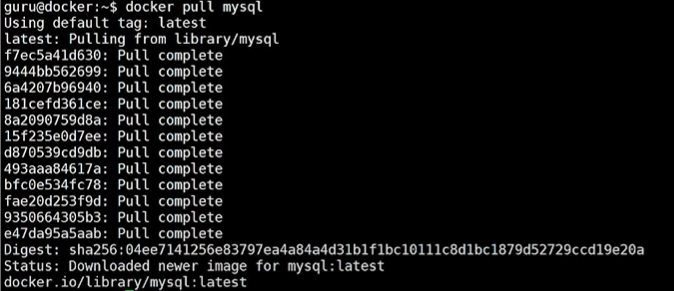 guru@docker:~$ docker pull mysql
Using default tag: latest
latest: Pulling from library/mysql
f7ec5a41d630: Pull complete
9444bb562699: Pull complete
6a4207b96940: Pull complete
181cefd361ce: Pull complete
8a2090759d8a: Pull complete
15f235e0d7ee: Pull complete
d870539cd9db: Pull complete
493aaa84617a: Pull complete
bfc0e534fc78: Pull complete
fae20d253f9d: Pull complete
9350664305b3: Pull complete
e47da95a5aab: Pull complete
Digest: sha256:04ee7141256e83797ea4a84a4d31b1f1bc10111c8d1bc1879d52729ccd19e20a
Status: Downloaded newer image for mysql:latest
docker.io/library/mysql:latest